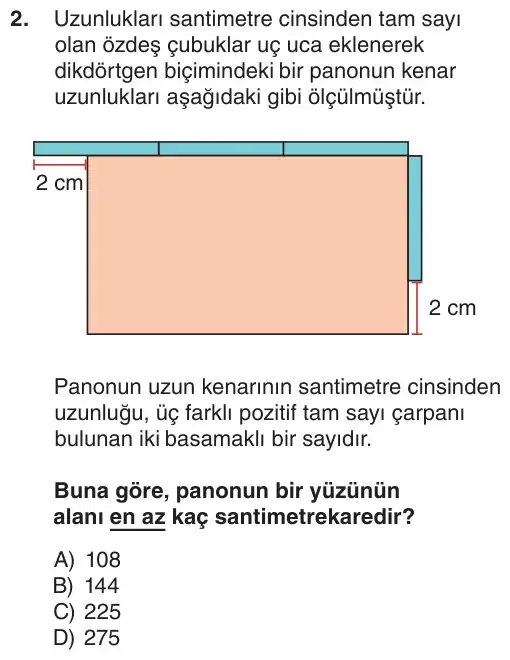 2. Uzunlukları santimetre cinsinden tam sayı
olan özdeş çubuklar uç uca eklenerek
dikdörtgen biçimindeki bir panonun kenar
uzunlukları aşağıdaki gibi ölçülmüştür.
2 cm
2 cm
Panonun uzun kenarının santimetre cinsinden
uzunluğu, üç farklı pozitif tam sayı çarpanı
bulunan iki basamaklı bir sayıdır.
Buna göre, panonun bir yüzünün
alanı en az kaç santimetrekaredir?
A) 108
B) 144
C) 225
D) 275